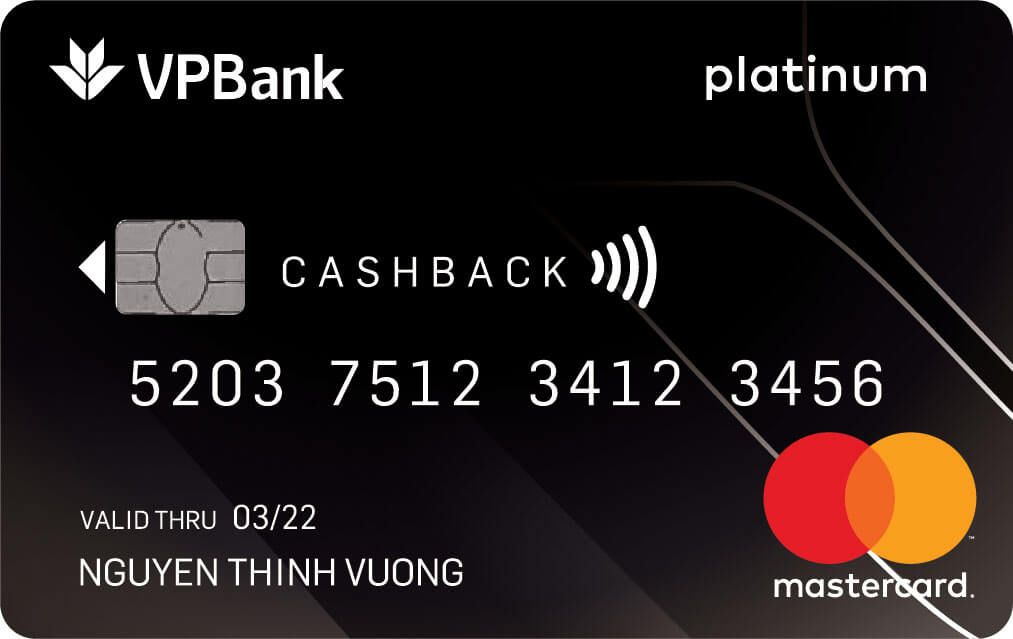 VPBank platinum
CASHBACK
5203 7512 3412 3456
VALID THRU 03/22
NGUYEN THINH VUONG
mastercard.